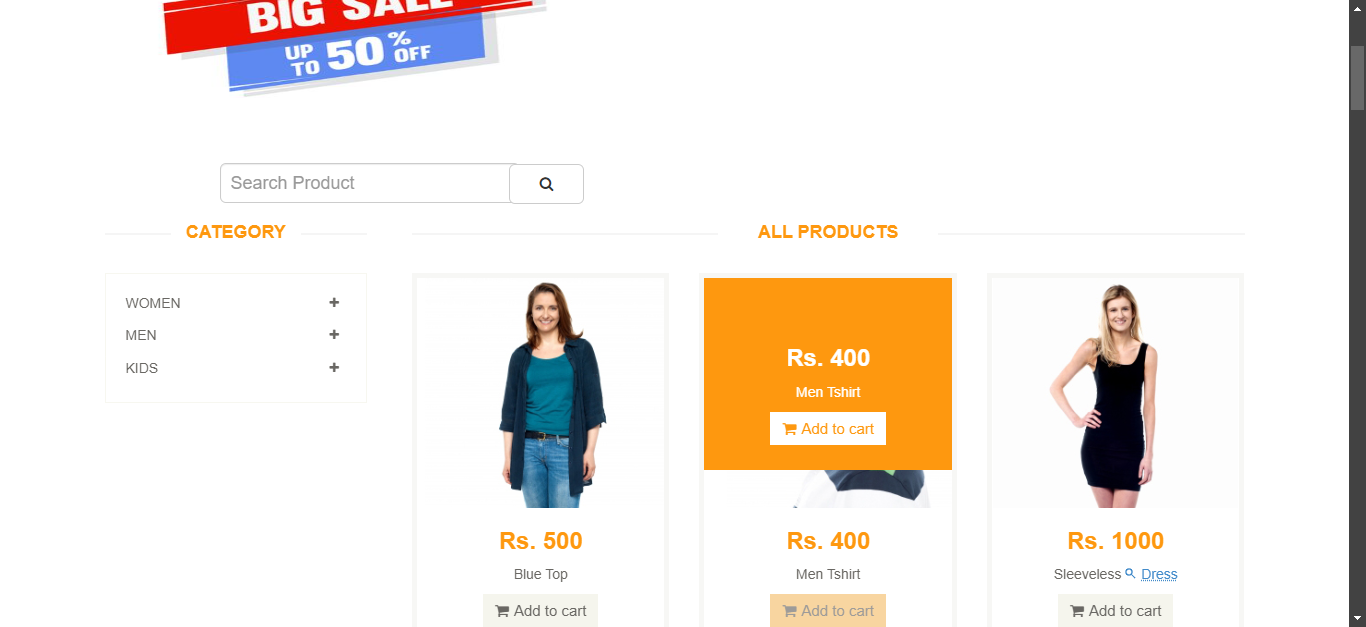 BIG SALE
UP TO 50% OFF
Search Product
CATEGORY
ALL PRODUCTS
WOMEN
MEN
KIDS
Rs. 400
Men Tshirt
Add to cart
Rs. 500
Rs. 400
Rs. 1000
Blue Top
Men Tshirt
Sleeveless Dress
Add to cart
Add to cart
Add to cart